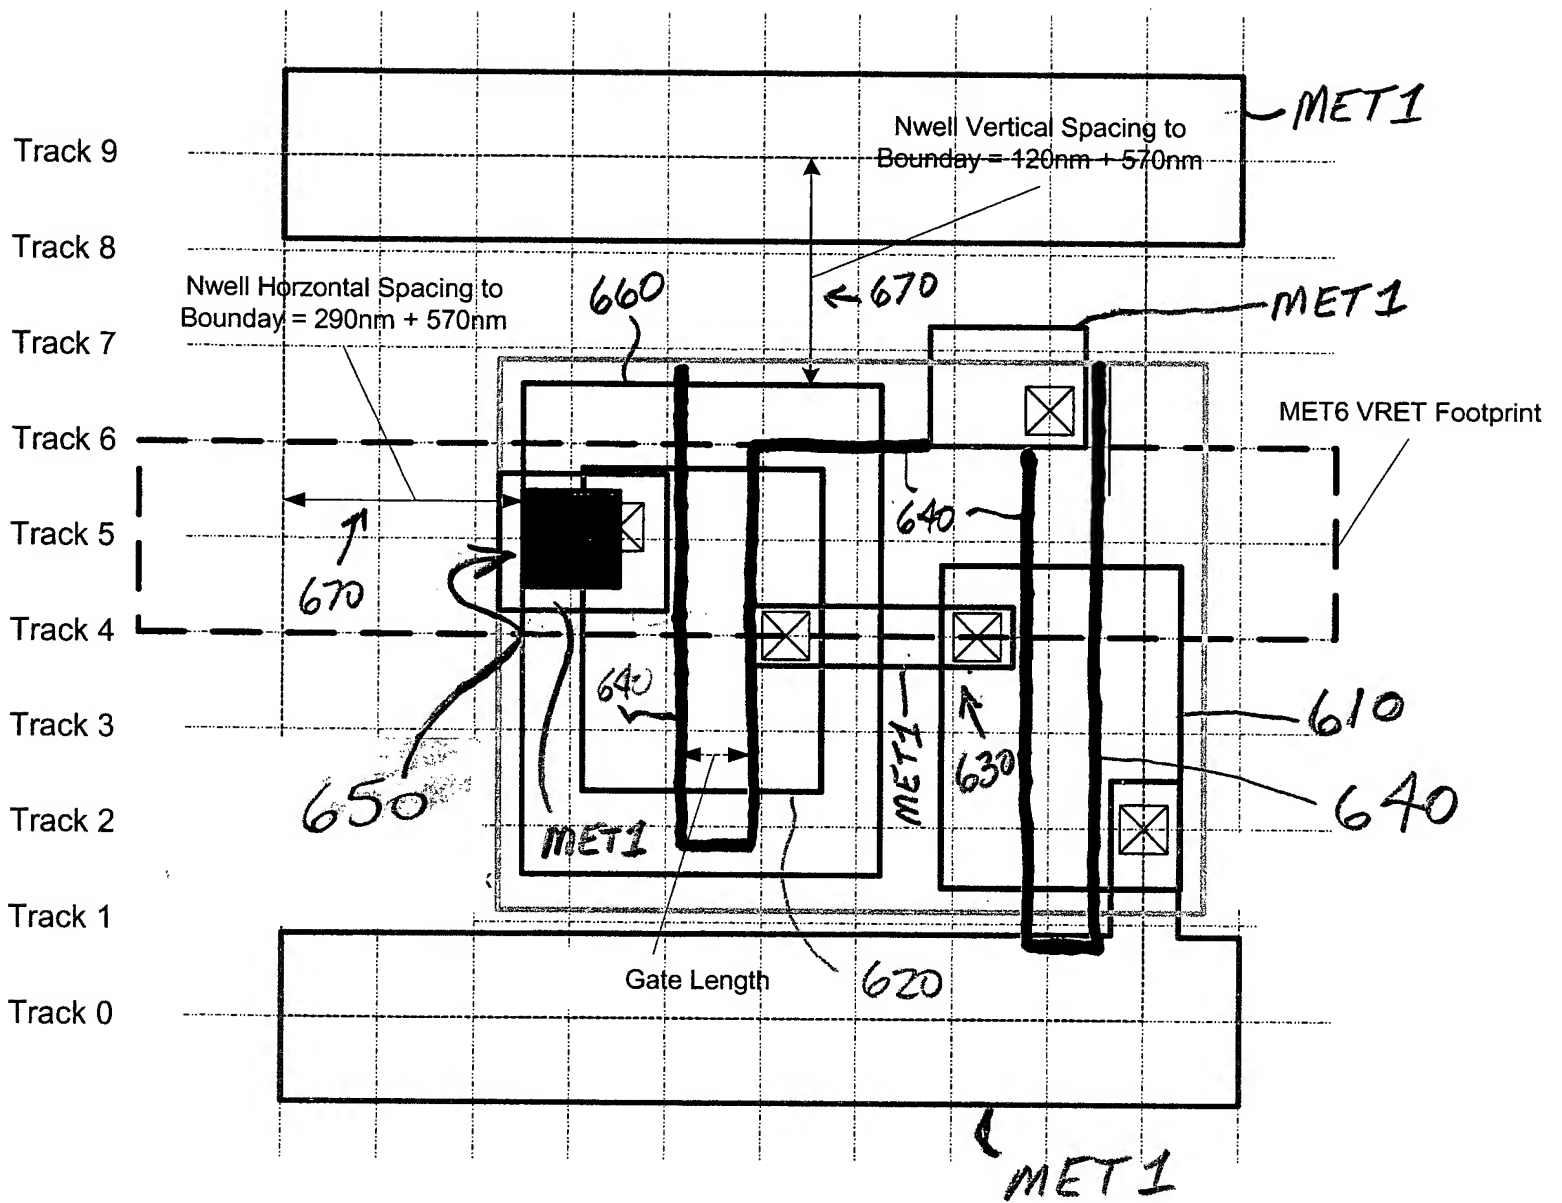 MET1
Nwell Vertical Spacing to
Bounday = 120nm + 570nm
Track 9
Track 8
Nwell Horzontal Spacing to
Bounday = 290nm + 570nm
660
670
MET1
Track 7
MET6 VRET Footprint
Track 6
640
Track 5
670
Track 4
640
610
Track 3
MET1
630
650
640
Track 2
MET1
Track 1
Gate Length
620
Track 0
MET1